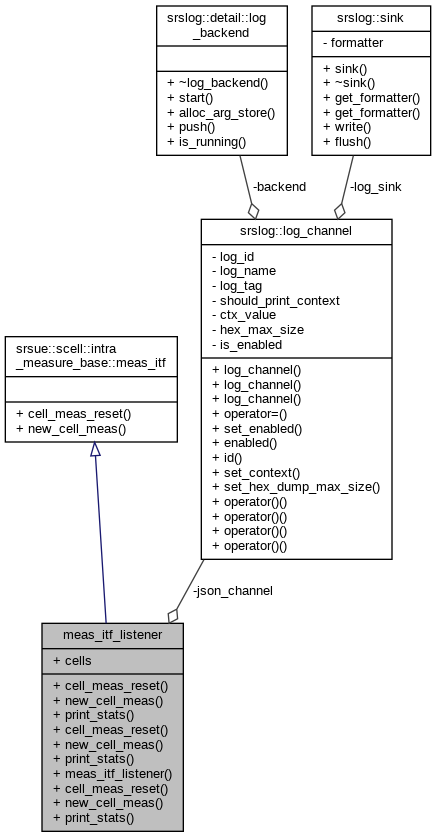 srslog::detail::log
_backend
+ ~log_backend()
+ start()
+ alloc_arg_store()
+ push()
+ is_running()
srslog::sink
- formatter
+ sink()
+ ~sink()
+ get_formatter()
+ get_formatter()
+ write()
+ flush()
-backend
-log_sink
srslog::log_channel
- log_id
- log_name
- log_tag
- should_print_context
- ctx_value
- hex_max_size
- is_enabled
+ log_channel()
+ log_channel()
+ log_channel()
+ operator=()
+ set_enabled()
+ enabled()
+ id()
+ set_context()
+ set_hex_dump_max_size()
+ operator()()
+ operator()()
+ operator()()
+ operator()()
srsue::scell::intra
_measure_base::meas_itf
+ cell_meas_reset()
+ new_cell_meas()
-json_channel
meas_itf_listener
+ cells
+ cell_meas_reset()
+ new_cell_meas()
+ print_stats()
+ cell_meas_reset()
+ new_cell_meas()
+ print_stats()
+ meas_itf_listener()
+ cell_meas_reset()
+ new_cell_meas()
+ print_stats()